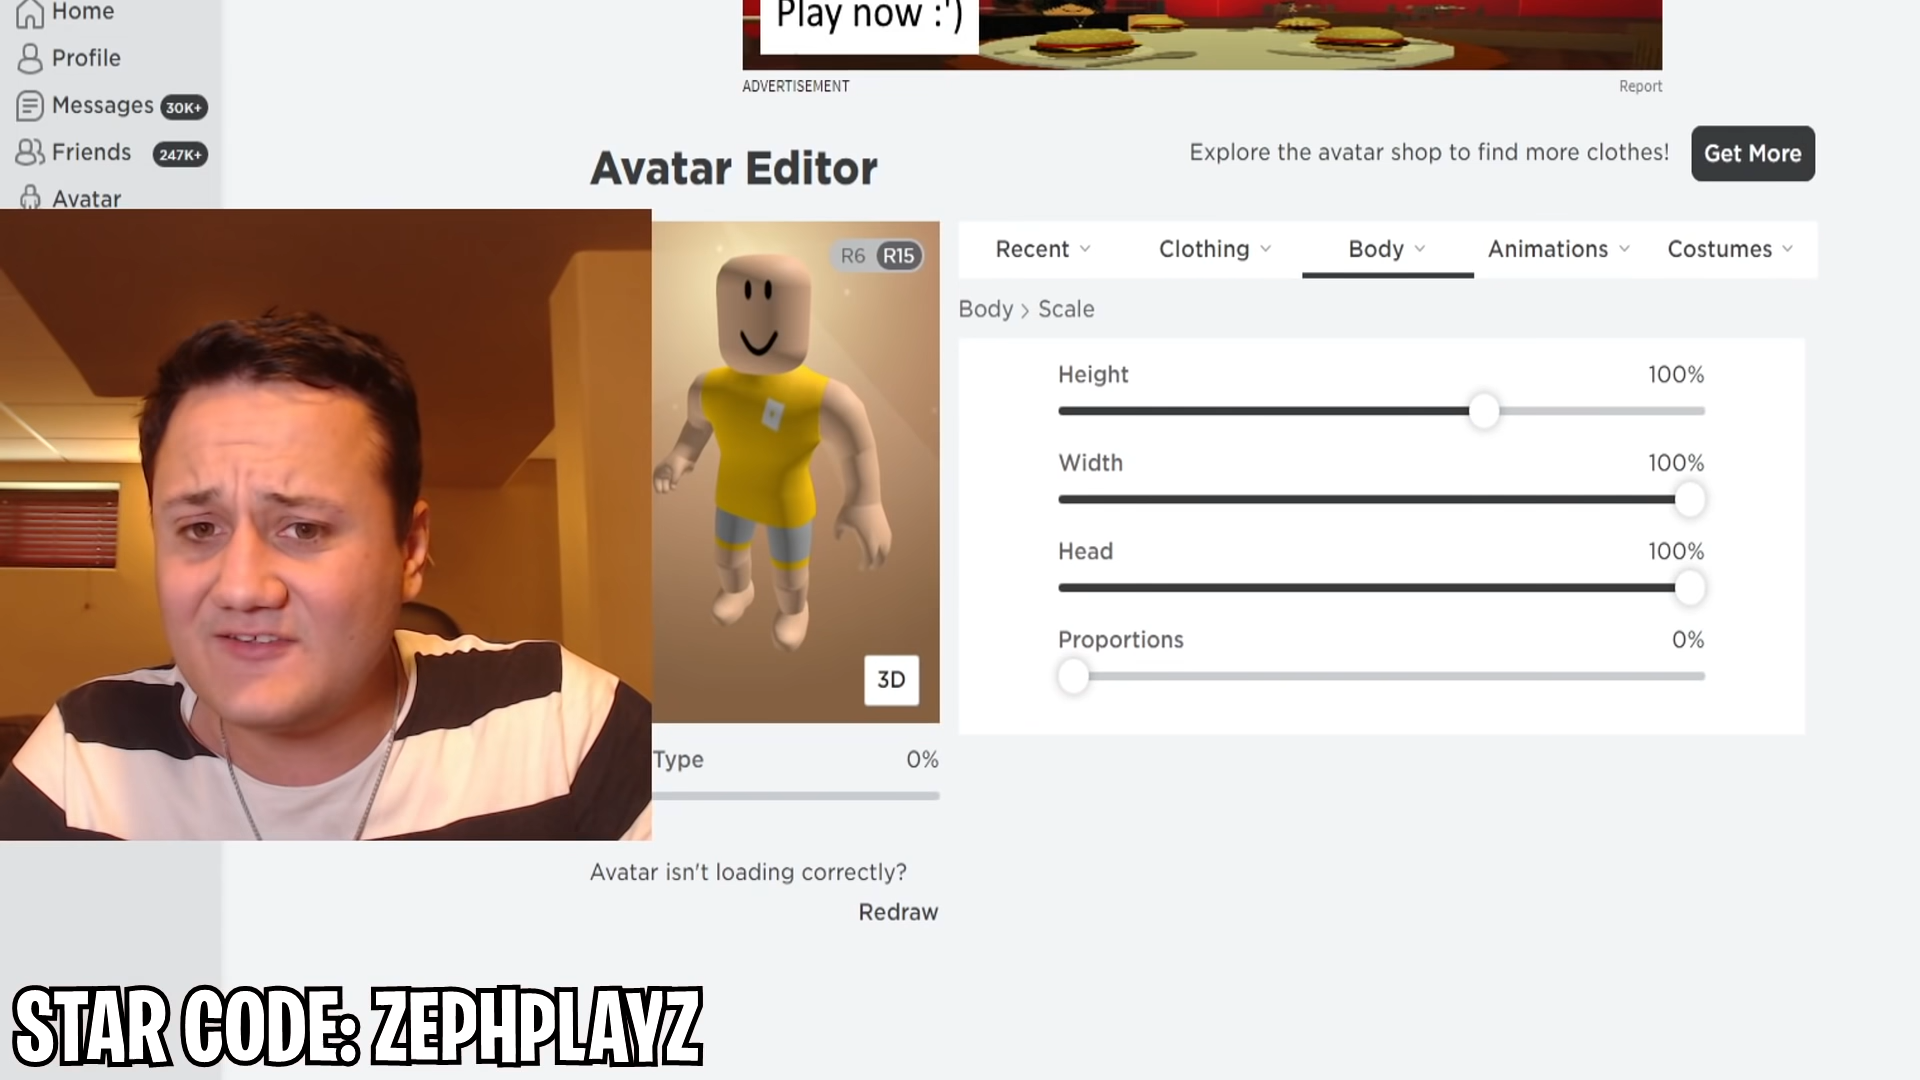 Home
Profile
Messages 30K+
Friends 247K+
Avatar
Play now :')
ADVERTISEMENT
Report
Avatar Editor
Explore the avatar shop to find more clothes!
Get More
R6 R15
Recent
Clothing
Body
Animations
Costumes
Body > Scale
Height 100%
Width 100%
Head 100%
Proportions 0%
3D
Type 0%
Avatar isn't loading correctly?
Redraw
STAR CODE: ZEPHPLAYZ